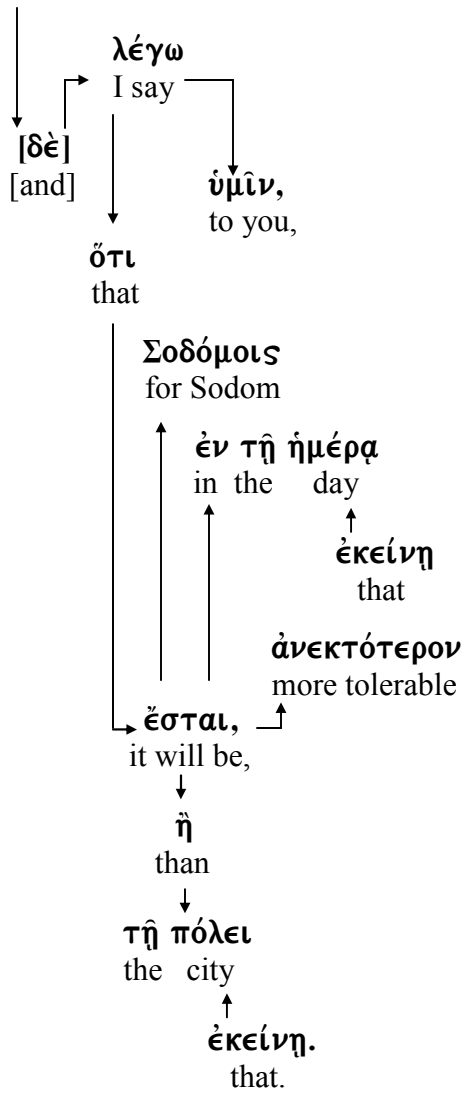 λέγω
I say
[δὲ]
[and]
ὑμῖν,
to you,
ὅτι
that
Σοδόμοις
for Sodom
ἐν τῇ ἡμέρᾳ
in the day
ἐκείνῃ
that
ἀνεκτότερον
more tolerable
ἔσται,
it will be,
ἢ
than
τῇ πόλει
the city
ἐκείνῃ.
that.